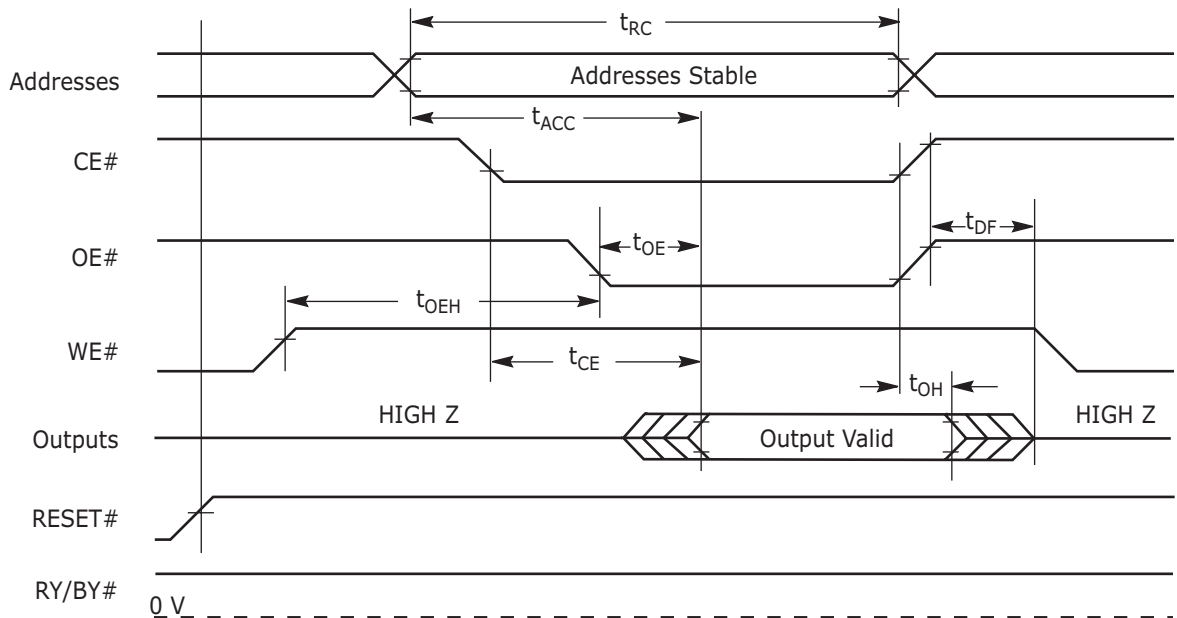 tRC
Addresses
Addresses Stable
tACC
CE#
tDF
OE#
tOE
tOEH
WE#
tCE
tOH
HIGH Z
HIGH Z
Outputs
Output Valid
RESET#
RY/BY#
0 V